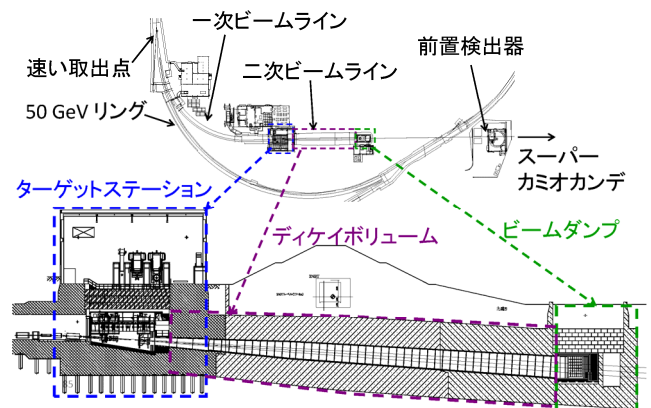 一次ビームライン
前置検出器
速い取出点
二次ビームライン
50 GeV リング
スーパー
カミオカンデ
ターゲットステーション
ディケイボリューム
ビームダンプ